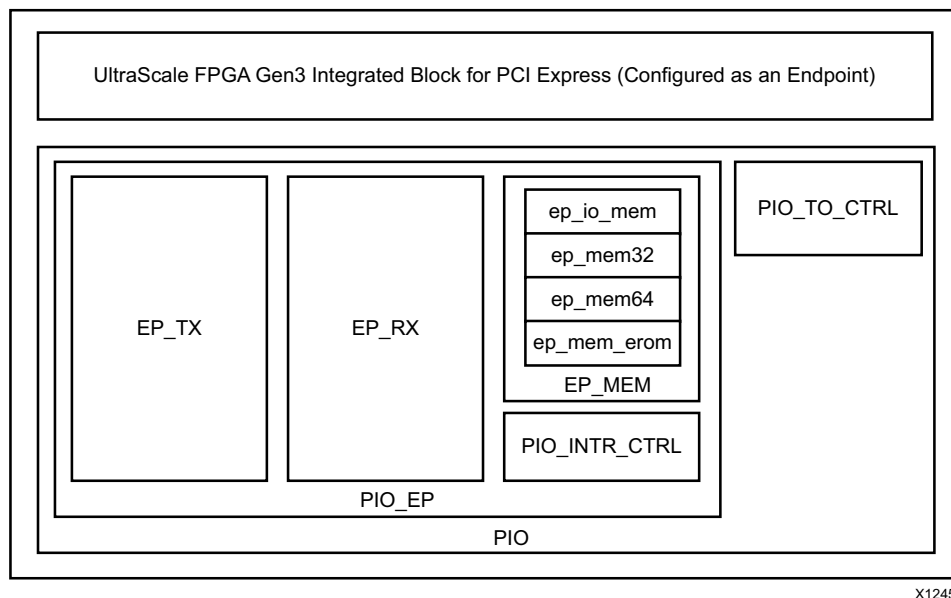 UltraScale FPGA Gen3 Integrated Block for PCI Express (Configured as an Endpoint)
EP_TX
EP_RX
ep_io_mem
ep_mem32
ep_mem64
ep_mem_erom
EP_MEM
PIO_INTR_CTRL
PIO_EP
PIO_TO_CTRL
PIO